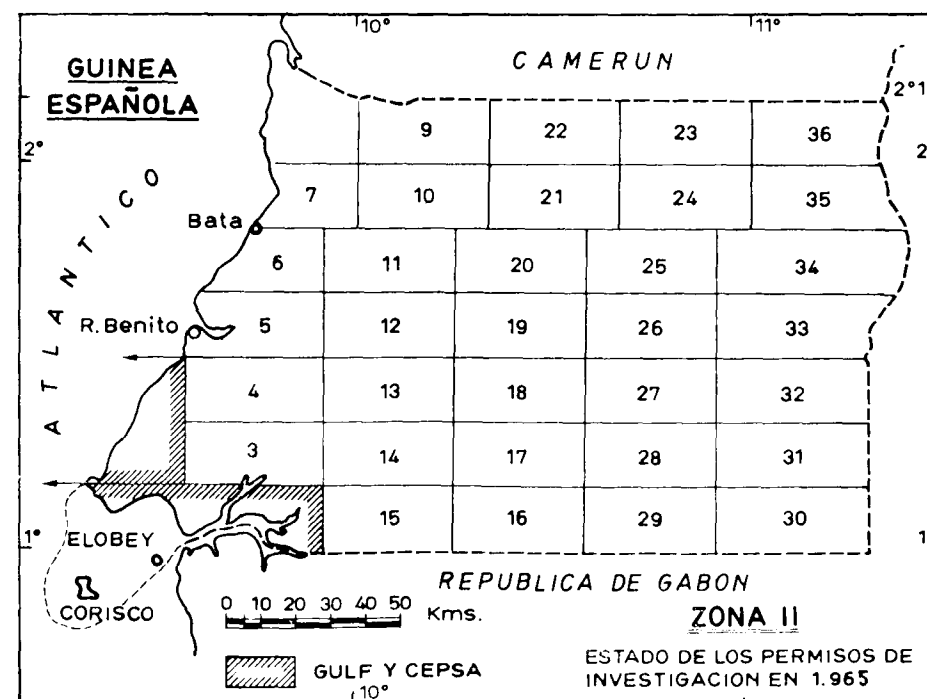 10° 11°
GUINEA
ESPAÑOLA
CAMERUN
2°1
9 22 23 36
2° 2
7 10 21 24 35
ATLANTICO
Bata
6 11 20 25 34
R. Benito
5 12 19 26 33
4 13 18 27 32
3 14 17 28 31
15 16 29 30
ELOBEY
1° 1
CORISCO
REPUBLICA DE GABON
0 10 20 30 40 50 Kms.
ZONA II
GULF Y CEPSA
ESTADO DE LOS PERMISOS DE
INVESTIGACION EN 1.965
10°